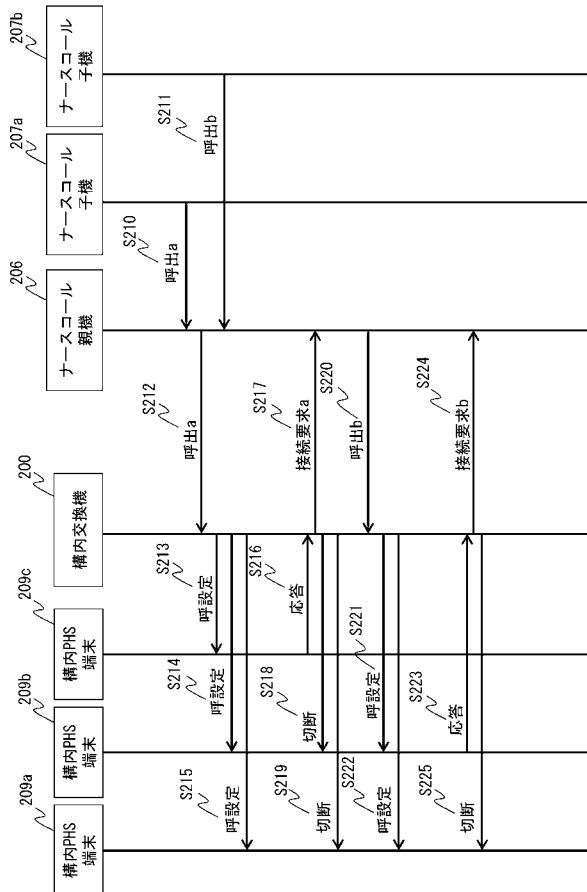 209a
構内PHS
端末
209b
構内PHS
端末
209c
構内PHS
端末
200
構内交換機
206
ナースコール
親機
207a
ナースコール
子機
207b
ナースコール
子機
S210
呼出a
S211
呼出b
S212
呼出a
S213
呼設定
S214
呼設定
S215
呼設定
S216
応答
S217
接続要求a
S218
切断
S219
切断
S220
呼出b
S221
呼設定
S222
呼設定
S223
応答
S224
接続要求b
S225
切断